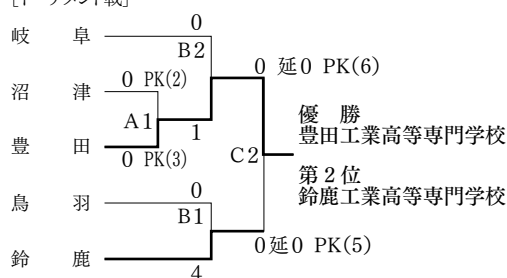 [トーナメント戦]
岐　阜
0
B2
沼　津
0 PK(2)
A1
1
豊　田
0 PK(3)
0 延0 PK(6)
C2
優　勝
豊田工業高等専門学校
第２位
鈴鹿工業高等専門学校
鳥　羽
0
B1
0延0 PK(5)
鈴　鹿
4